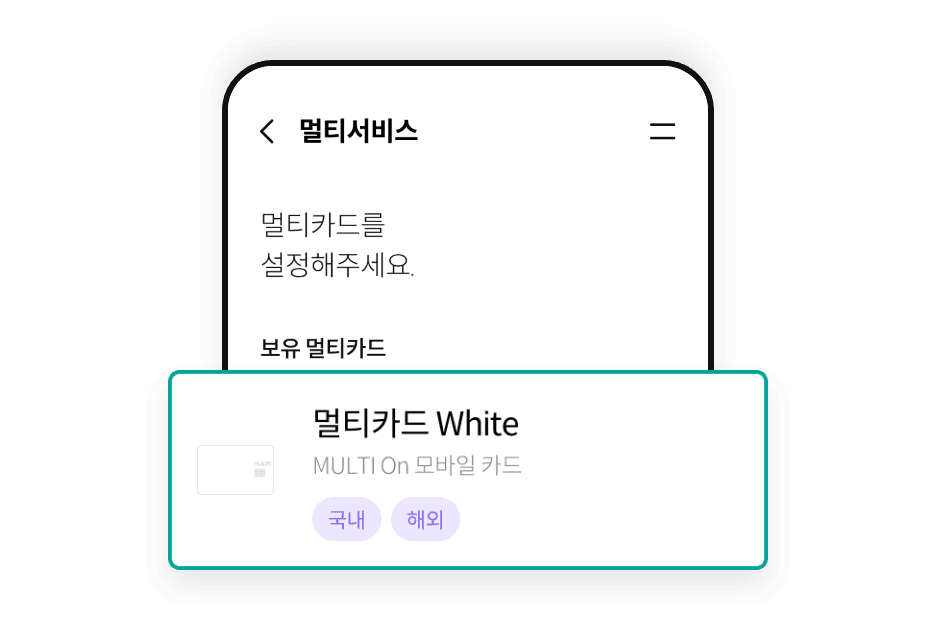 멀티서비스
멀티카드를
설정해주세요.
보유 멀티카드
멀티카드 White
MULTI On 모바일 카드
국내 해외